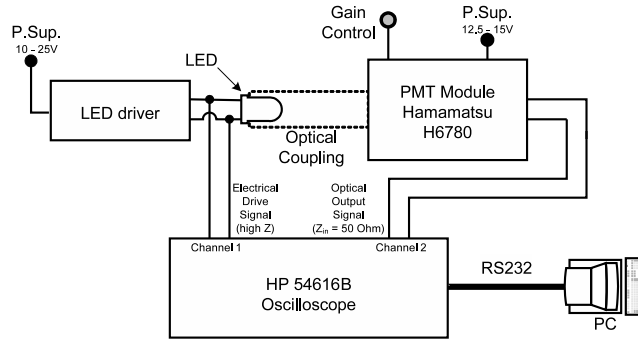 P.Sup.
10 - 25V
LED driver
LED
Optical
Coupling
Gain
Control
P.Sup.
12,5 - 15V
PMT Module
Hamamatsu
H6780
Electrical
Drive
Signal
(high Z)
Optical
Output
Signal
(Zin = 50 Ohm)
Channel 1
Channel 2
HP 54616B
Oscilloscope
RS232
PC